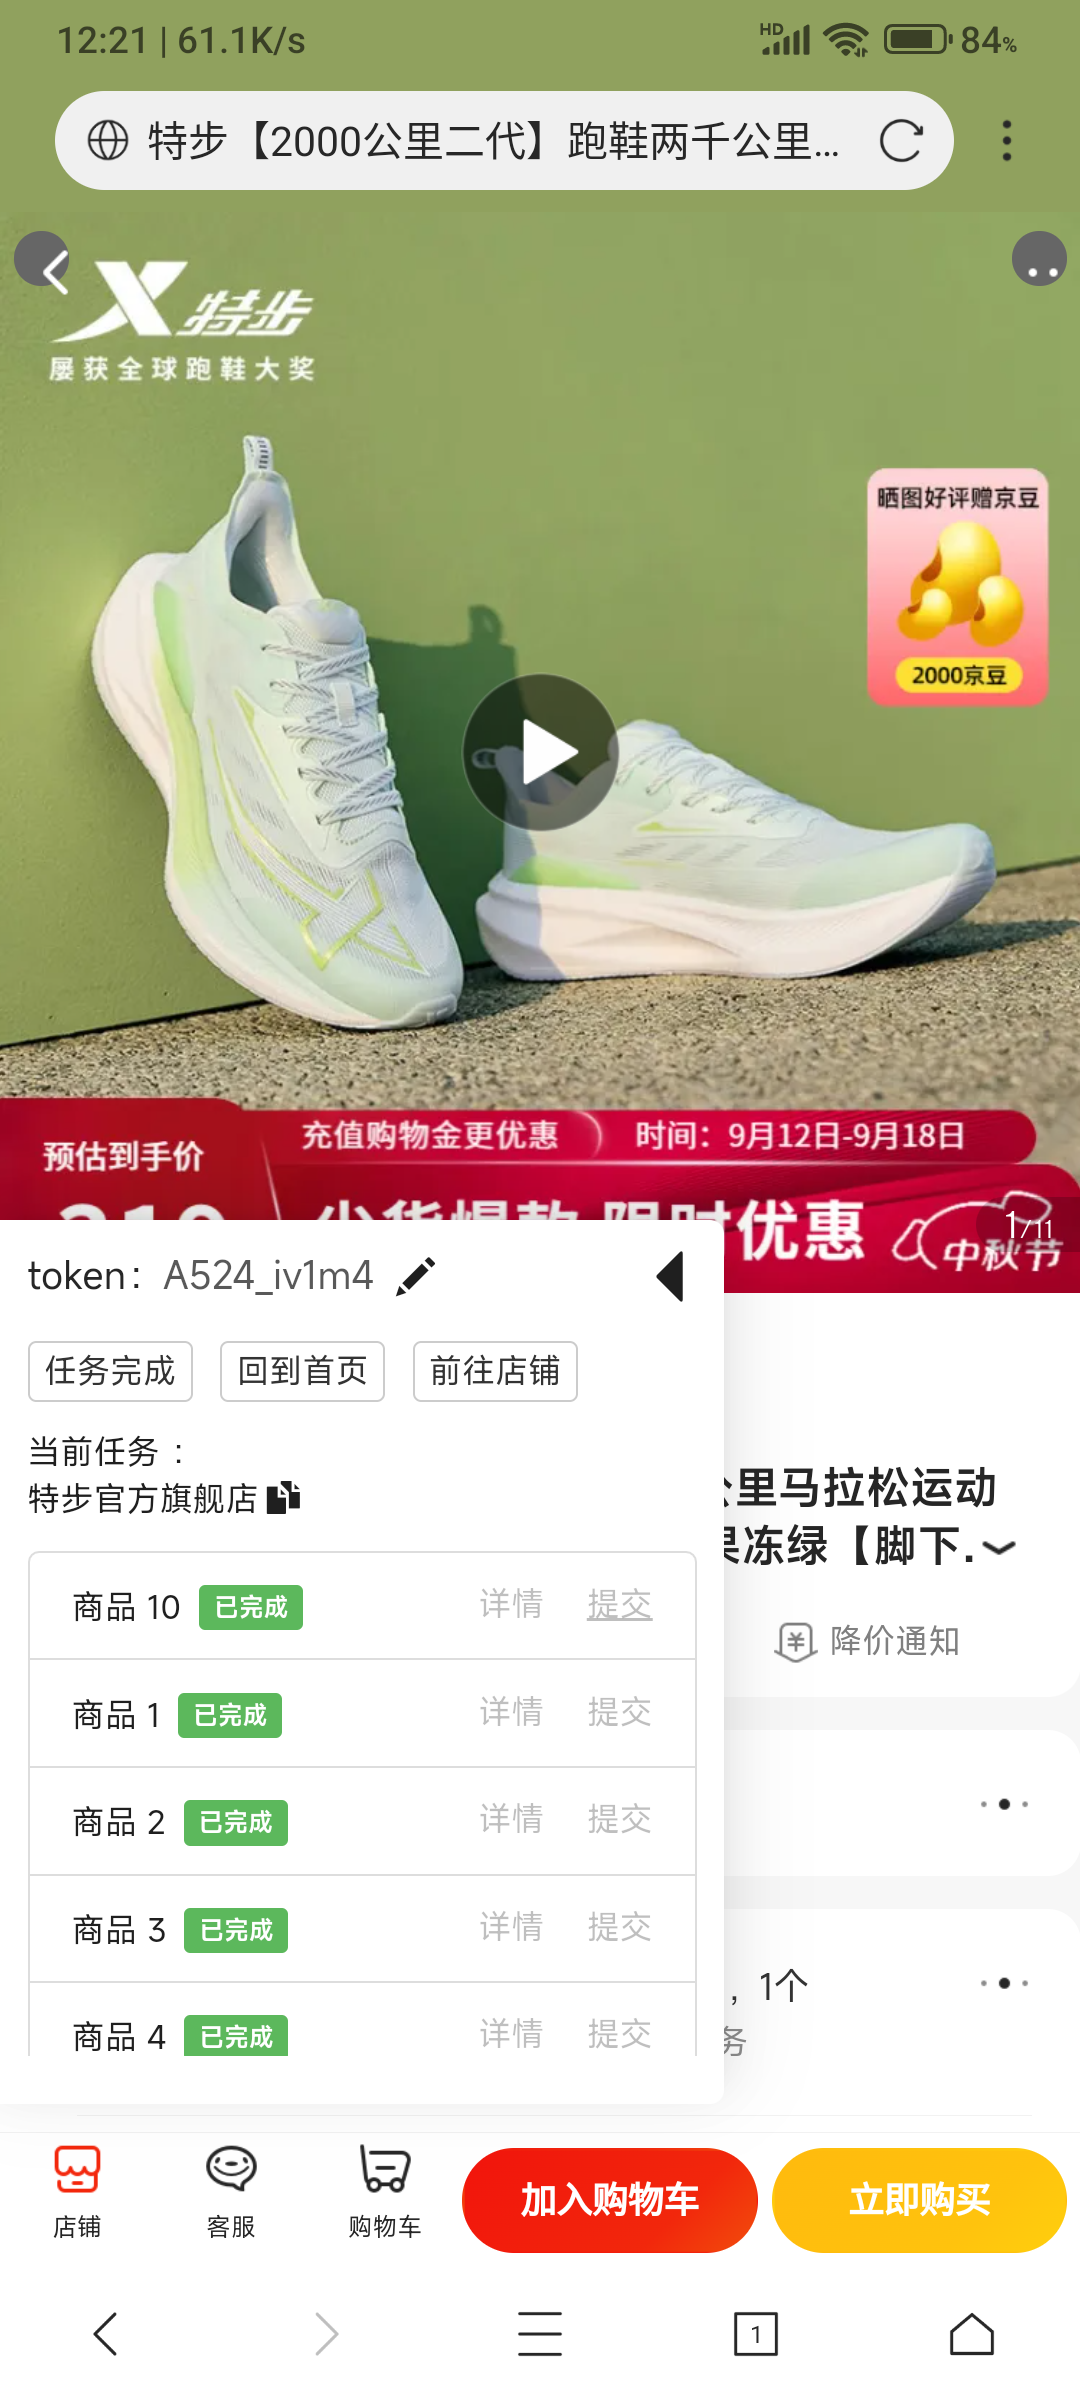 12:21 | 61.1K/s
HD
84%
特步【2000公里二代】跑鞋两千公里...
特步
屡获全球跑鞋大奖
晒图好评赠京豆
2000京豆
充值购物金更优惠
时间：9月12日-9月18日
预估到手价
尖货爆款 限时优惠
中秋节
1/11
token： A524_iv1m4
任务完成
回到首页
前往店铺
当前任务：
特步官方旗舰店
里马拉松运动
冻绿【脚下.
降价通知
商品 10 已完成 详情 提交
商品 1 已完成 详情 提交
商品 2 已完成 详情 提交
商品 3 已完成 详情 提交
，1个
商品 4 已完成 详情 提交
务
店铺
客服
购物车
加入购物车
立即购买
1